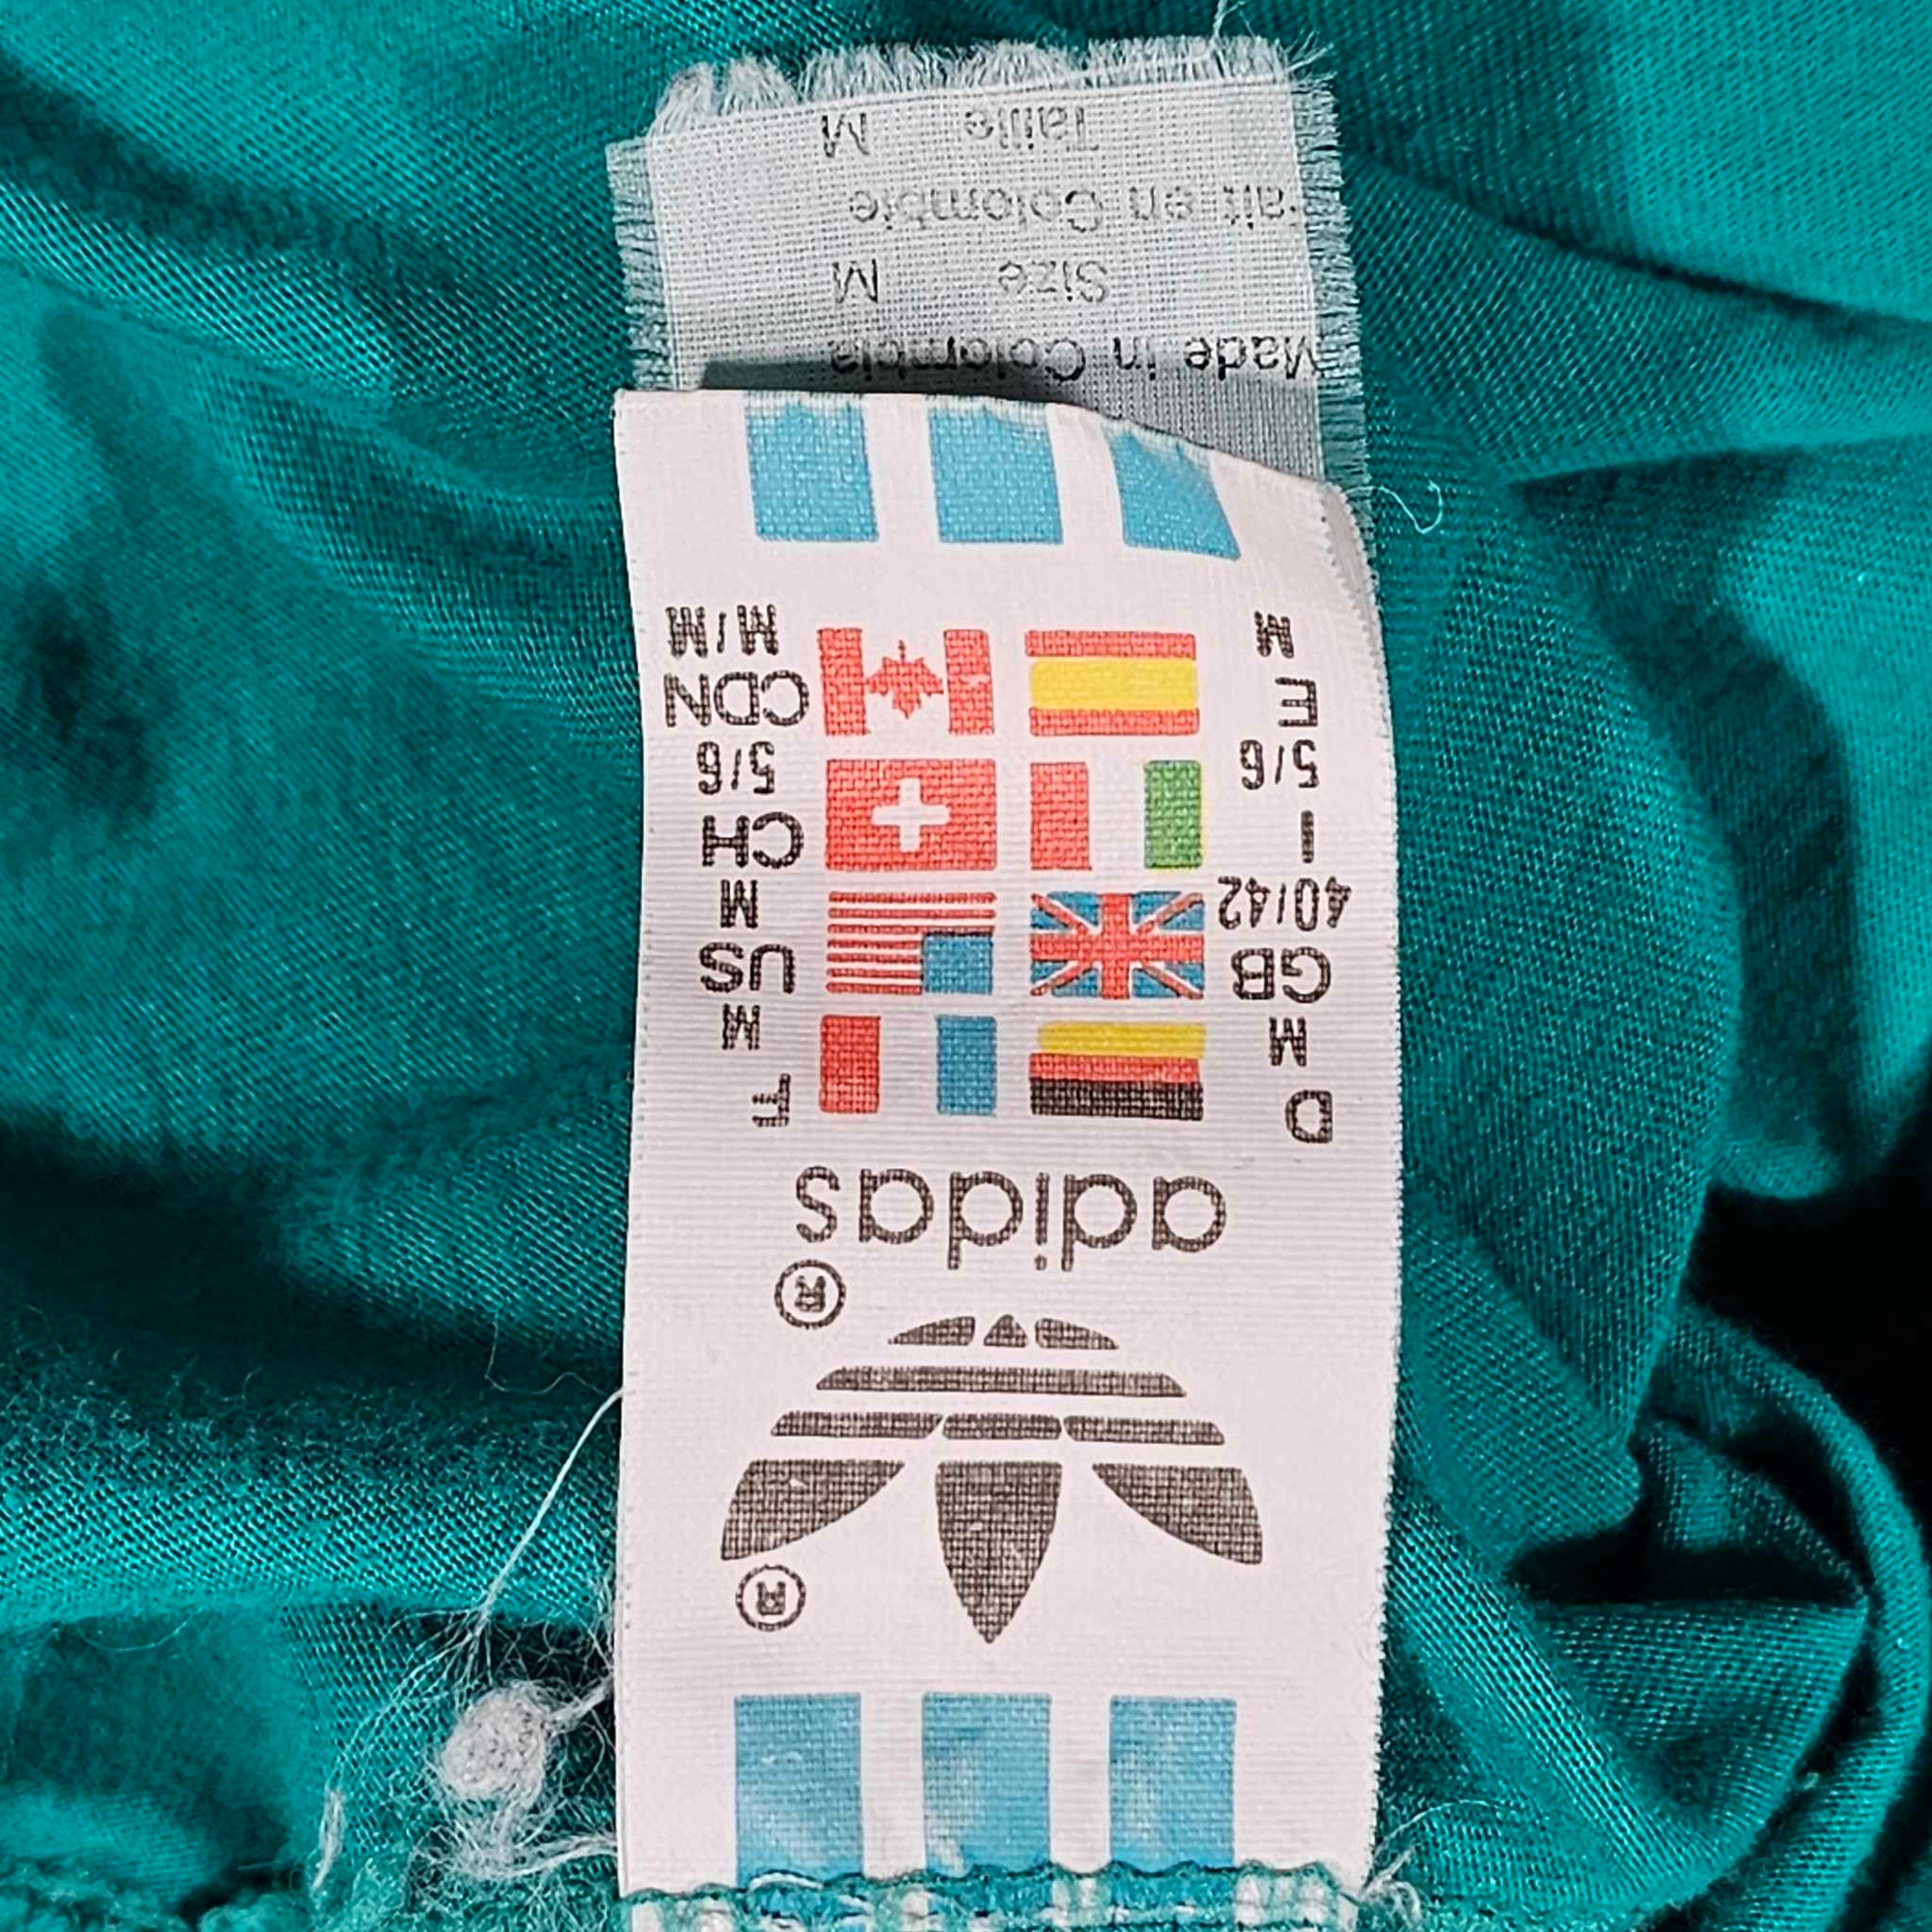 ®
®
adidas
D F
M M
GB US
40/42 M
I CH
5/6 5/6
E CDN
M M/M
Made in Colombia
Size M
Fait en Colombie
Taille M